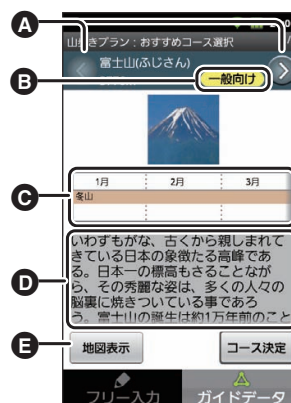 A
山歩きプラン：おすすめコース選択
富士山(ふじさん)
B
一般向け
C
1月 2月 3月
冬山
D
いわずもがな、古くから親しまれて
きている日本の象徴たる高峰であ
る。日本一の標高もさることなが
ら、その秀麗な姿は、多くの人々の
脳裏に焼きついている事であろ
う。富士山の誕生は約1万年前のこと
E
地図表示 コース決定
フリー入力 ガイドデータ